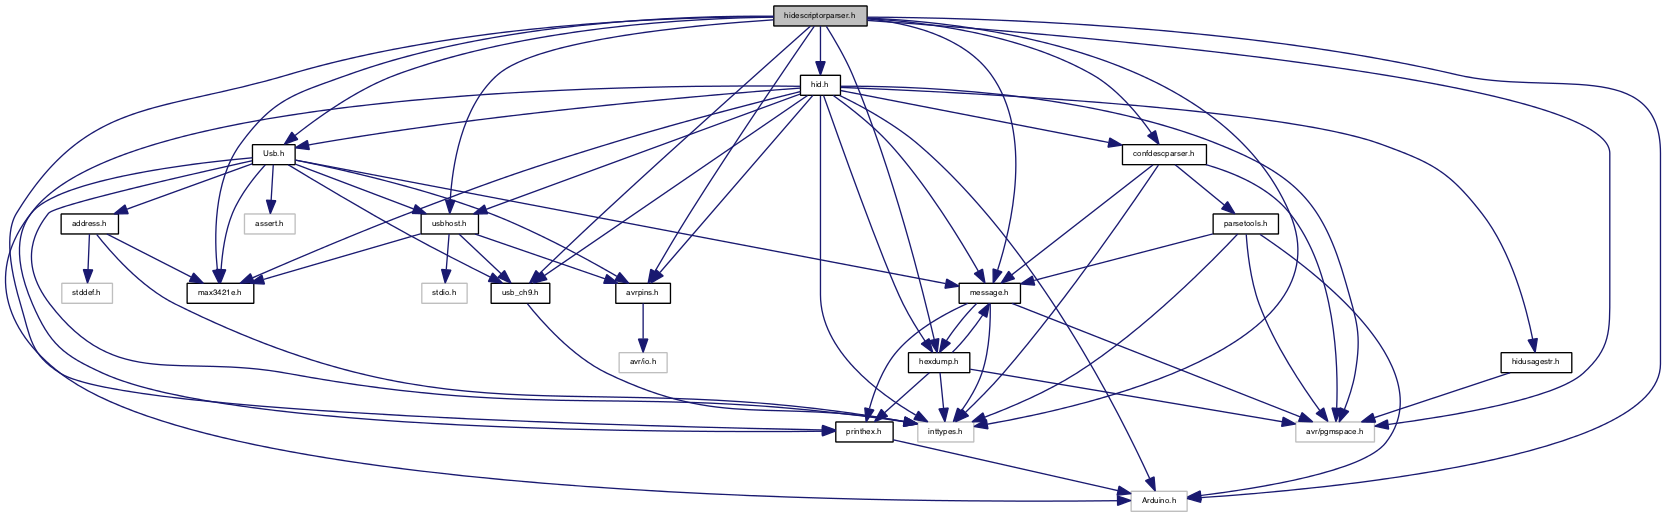 hidescriptorparser.h
hid.h
Usb.h
confdescparser.h
address.h
assert.h
usbhost.h
parsetools.h
stddef.h
max3421e.h
stdio.h
usb_ch9.h
avrpins.h
message.h
avr/io.h
hexdump.h
hidusagestr.h
printhex.h
inttypes.h
avr/pgmspace.h
Arduino.h